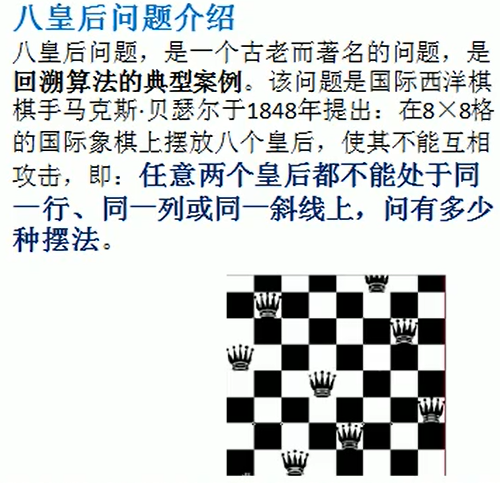 八皇后问题介绍
八皇后问题，是一个古老而著名的问题，是
回溯算法的典型案例。该问题是国际西洋棋
棋手马克斯·贝瑟尔于1848年提出：在8×8格
的国际象棋上摆放八个皇后，使其不能互相
攻击，即：任意两个皇后都不能处于同
一行、同一列或同一斜线上，问有多少
种摆法。